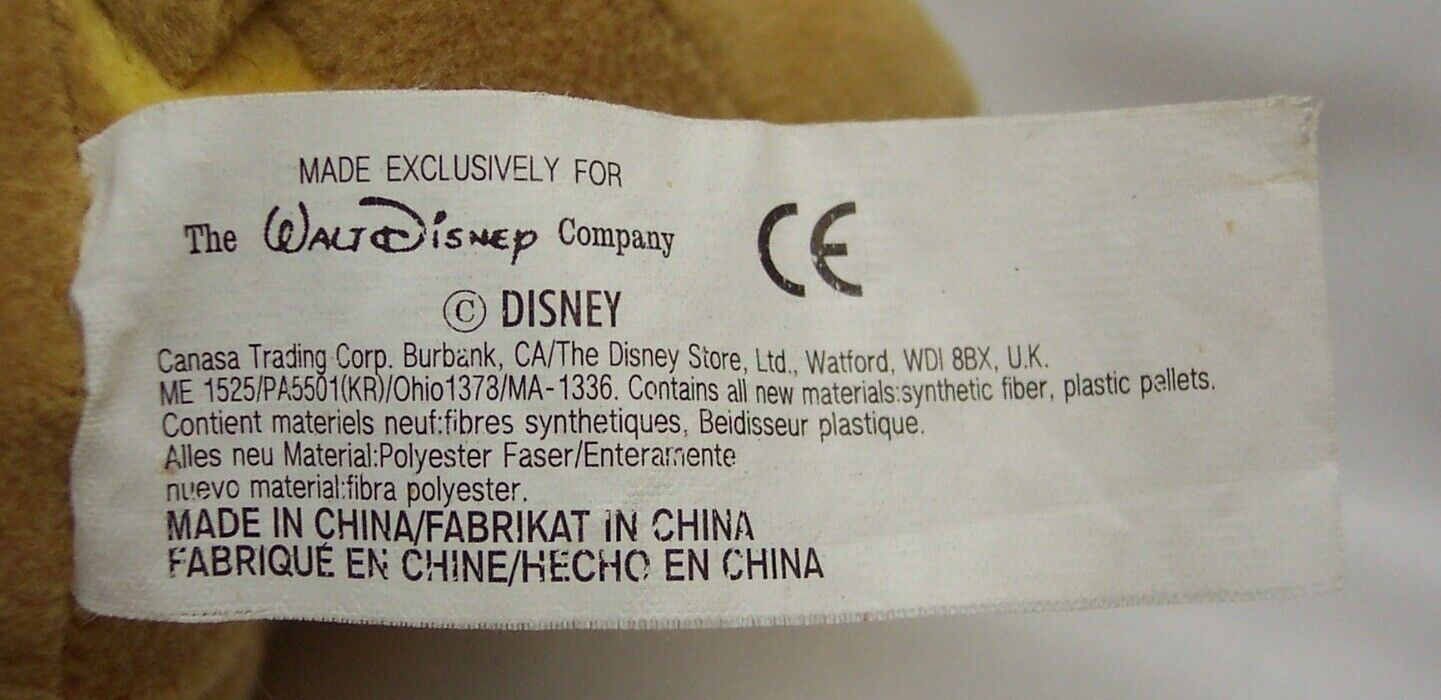 MADE EXCLUSIVELY FOR
The Walt Disney Company
CE
© DISNEY
Canasa Trading Corp. Burbank, CA/The Disney Store, Ltd., Watford, WDI 8BX, U.K.
ME 1525/PA5501(KR)/Ohio1378/MA-1336. Contains all new materials:synthetic fiber, plastic pallets.
Contient materiels neuf:fibres synthetiques, Beidisseur plastique.
Alles neu Material:Polyester Faser/Enteramente
nuevo material:fibra polyester.
MADE IN CHINA/FABRIKAT IN CHINA
FABRIQUÉ EN CHINE/HECHO EN CHINA